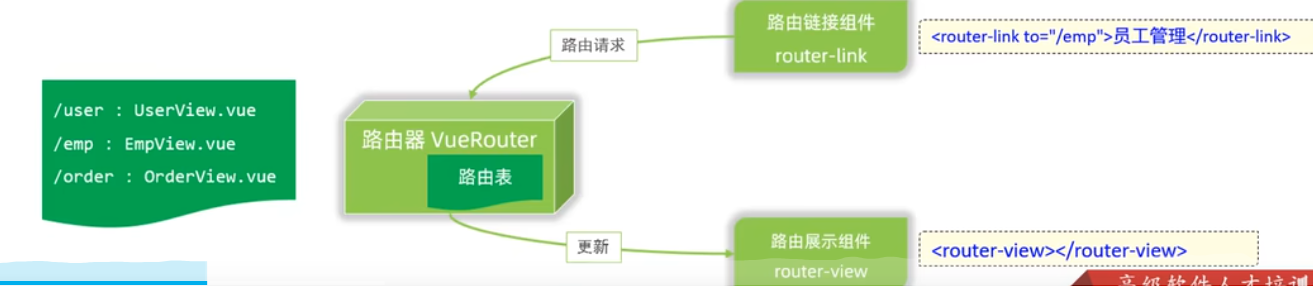 路由链接组件
router-link
<router-link to="/emp">员工管理</router-link>
路由请求
/user : UserView.vue
/emp : EmpView.vue
/order : OrderView.vue
路由器 VueRouter
路由表
更新
路由展示组件
router-view
<router-view></router-view>
高级软件人才培训